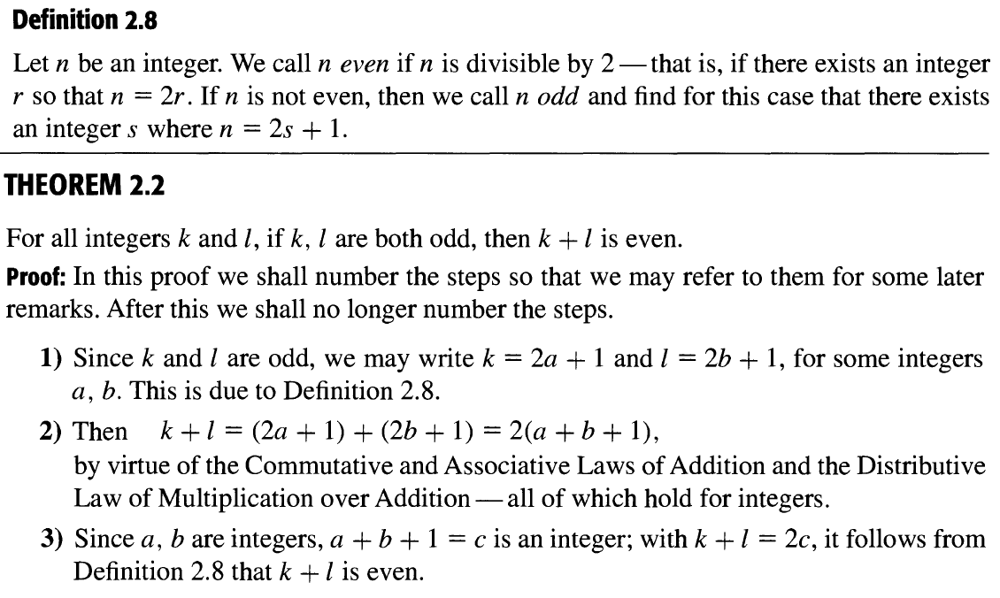 Definition 2.8
Let n be an integer. We call n even if n is divisible by 2 — that is, if there exists an integer
r so that n = 2r. If n is not even, then we call n odd and find for this case that there exists
an integer s where n = 2s + 1.
THEOREM 2.2
For all integers k and l, if k, l are both odd, then k + l is even.
Proof: In this proof we shall number the steps so that we may refer to them for some later
remarks. After this we shall no longer number the steps.
1) Since k and l are odd, we may write k = 2a + 1 and l = 2b + 1, for some integers
a, b. This is due to Definition 2.8.
2) Then k + l = (2a + 1) + (2b + 1) = 2(a + b + 1),
by virtue of the Commutative and Associative Laws of Addition and the Distributive
Law of Multiplication over Addition — all of which hold for integers.
3) Since a, b are integers, a + b + 1 = c is an integer; with k + l = 2c, it follows from
Definition 2.8 that k + l is even.